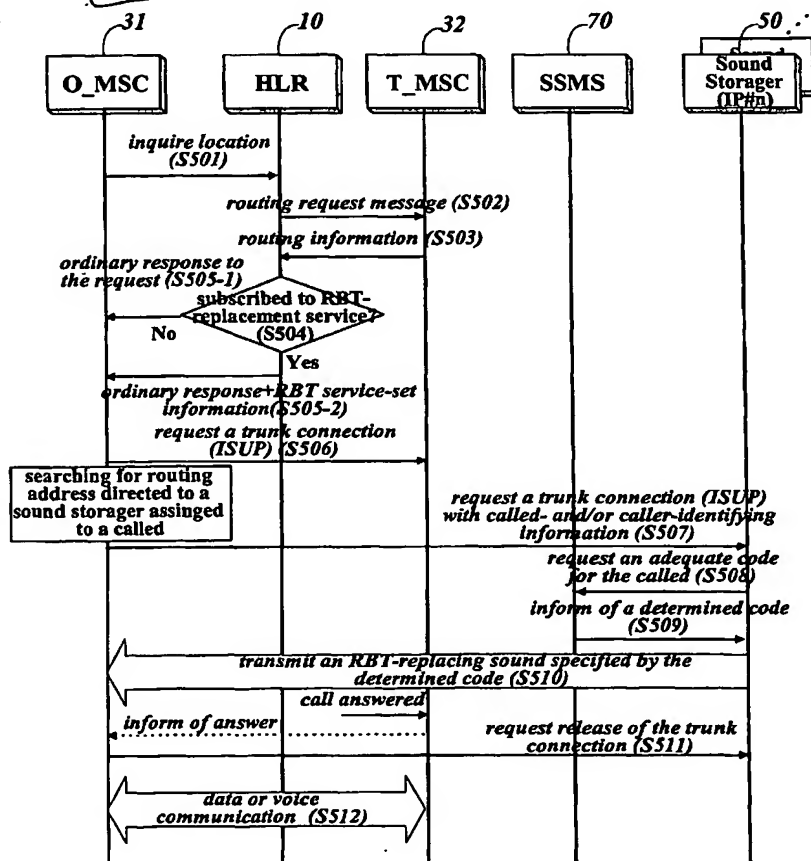 31
10
32
70
50
O_MSC
HLR
T_MSC
SSMS
Sound
Sound
Storager
(IP#n)
inquire location
(S501)
routing request message (S502)
routing information (S503)
ordinary response to
the request (S505-1)
subscribed to RBT-
replacement service?
(S504)
No
Yes
ordinary response+RBT service-set
information(S505-2)
request a trunk connection
(ISUP) (S506)
searching for routing
address directed to a
sound storager assinged
to a called
request a trunk connection (ISUP)
with called- and/or caller-identifying
information (S507)
request an adequate code
for the called (S508)
inform of a determined code
(S509)
transmit an RBT-replacing sound specified by the
determined code (S510)
call answered
inform of answer
request release of the trunk
connection (S511)
data or voice
communication (S512)